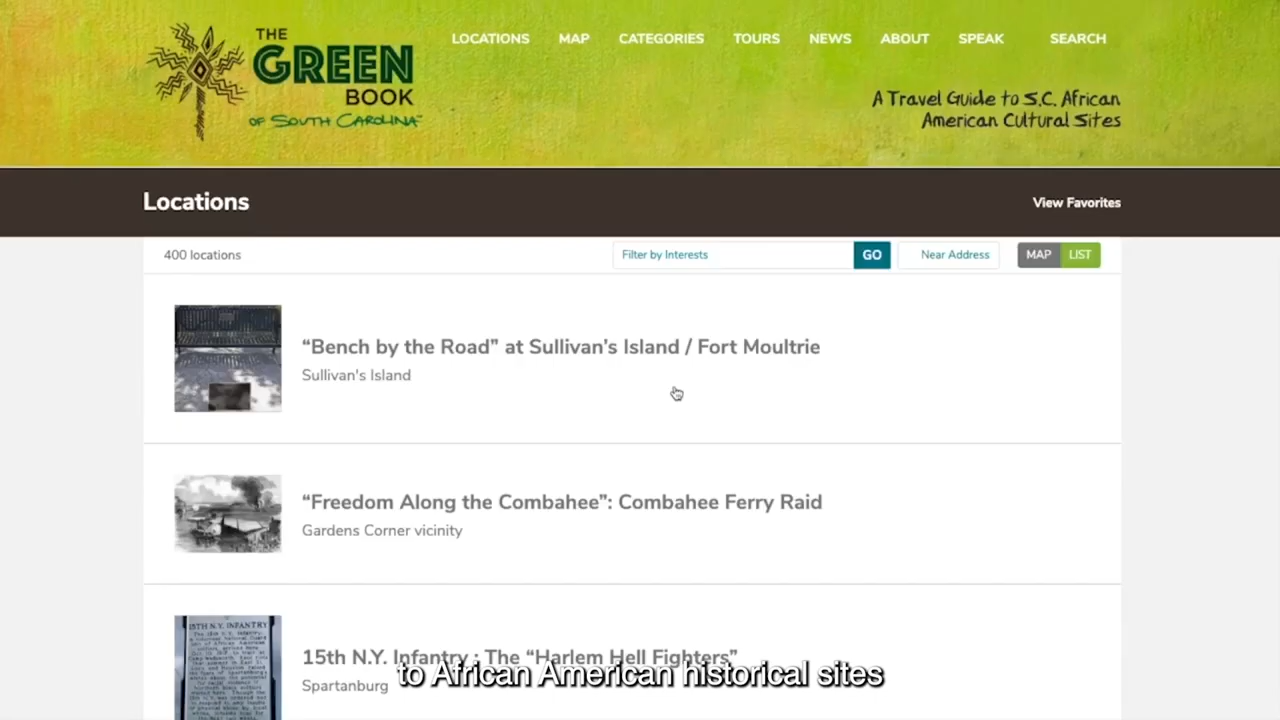 THE
GREEN
BOOK
OF SOUTH CAROLINA
LOCATIONS MAP CATEGORIES TOURS NEWS ABOUT SPEAK SEARCH
A Travel Guide to S.C. African
American Cultural Sites
Locations
View Favorites
400 locations
Filter by Interests
GO
Near Address
MAP LIST
“Bench by the Road” at Sullivan's Island / Fort Moultrie
Sullivan's Island
“Freedom Along the Combahee”: Combahee Ferry Raid
Gardens Corner vicinity
15TH N.Y. INFANTRY
15th N.Y. Infantry : The “Harlem Hell Fighters”
Spartanburg
to African American historical sites